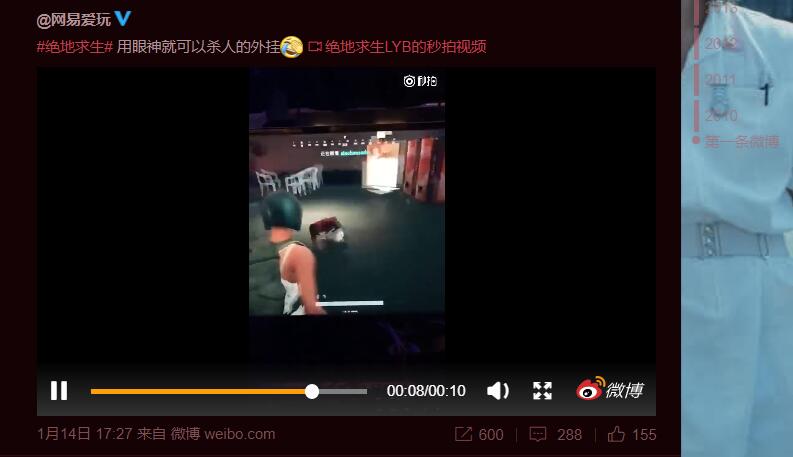 @网易爱玩
#绝地求生# 用眼神就可以杀人的外挂 绝地求生LYB的秒拍视频
秒拍
00:08/00:10
微博
1月14日 17:27 来自 微博 weibo.com
600
288
155
2013
2012
2011
2010
第一条微博